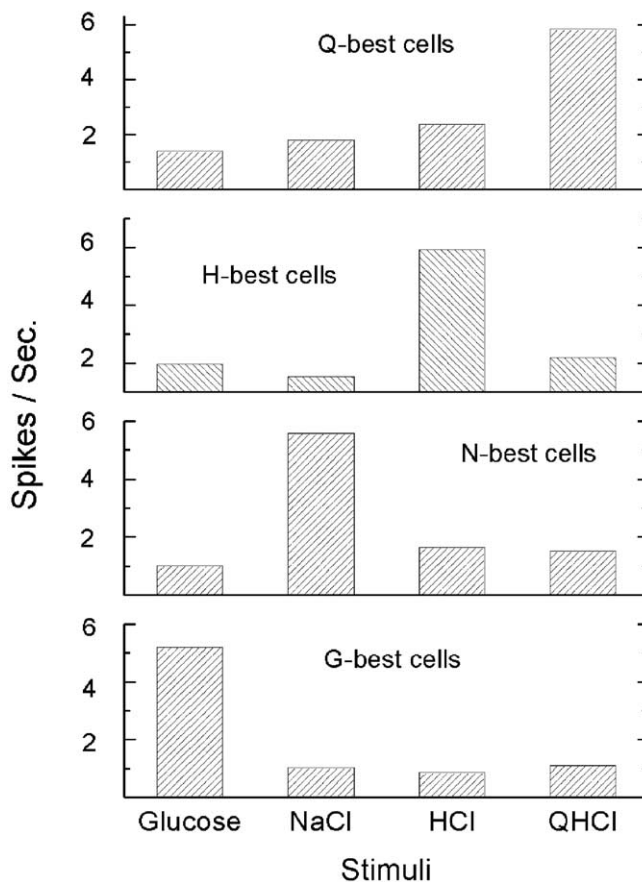 Spikes / Sec.
6
4
2
Q-best cells
6
4
2
H-best cells
6
4
2
N-best cells
6
4
2
G-best cells
Glucose NaCl HCl QHCl
Stimuli